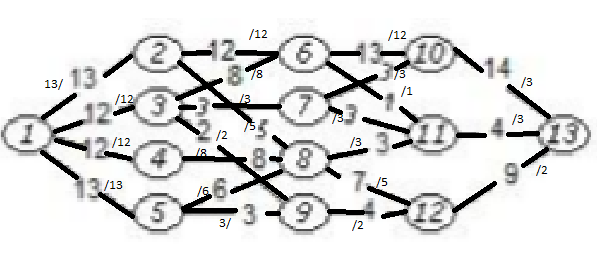 /12 /12
2 12 6 13 10
13/ 13 8 /8 3 /3 14 /3
12 /12 3 3 /3 7 1 /1
1 2 /2 5 /5 3 11 4 /3 13
12 /12 4 /8 8 8 /3 3
13 /13 /6 6 7 /5 9 /2
5 3/ 3 9 4 12
/2